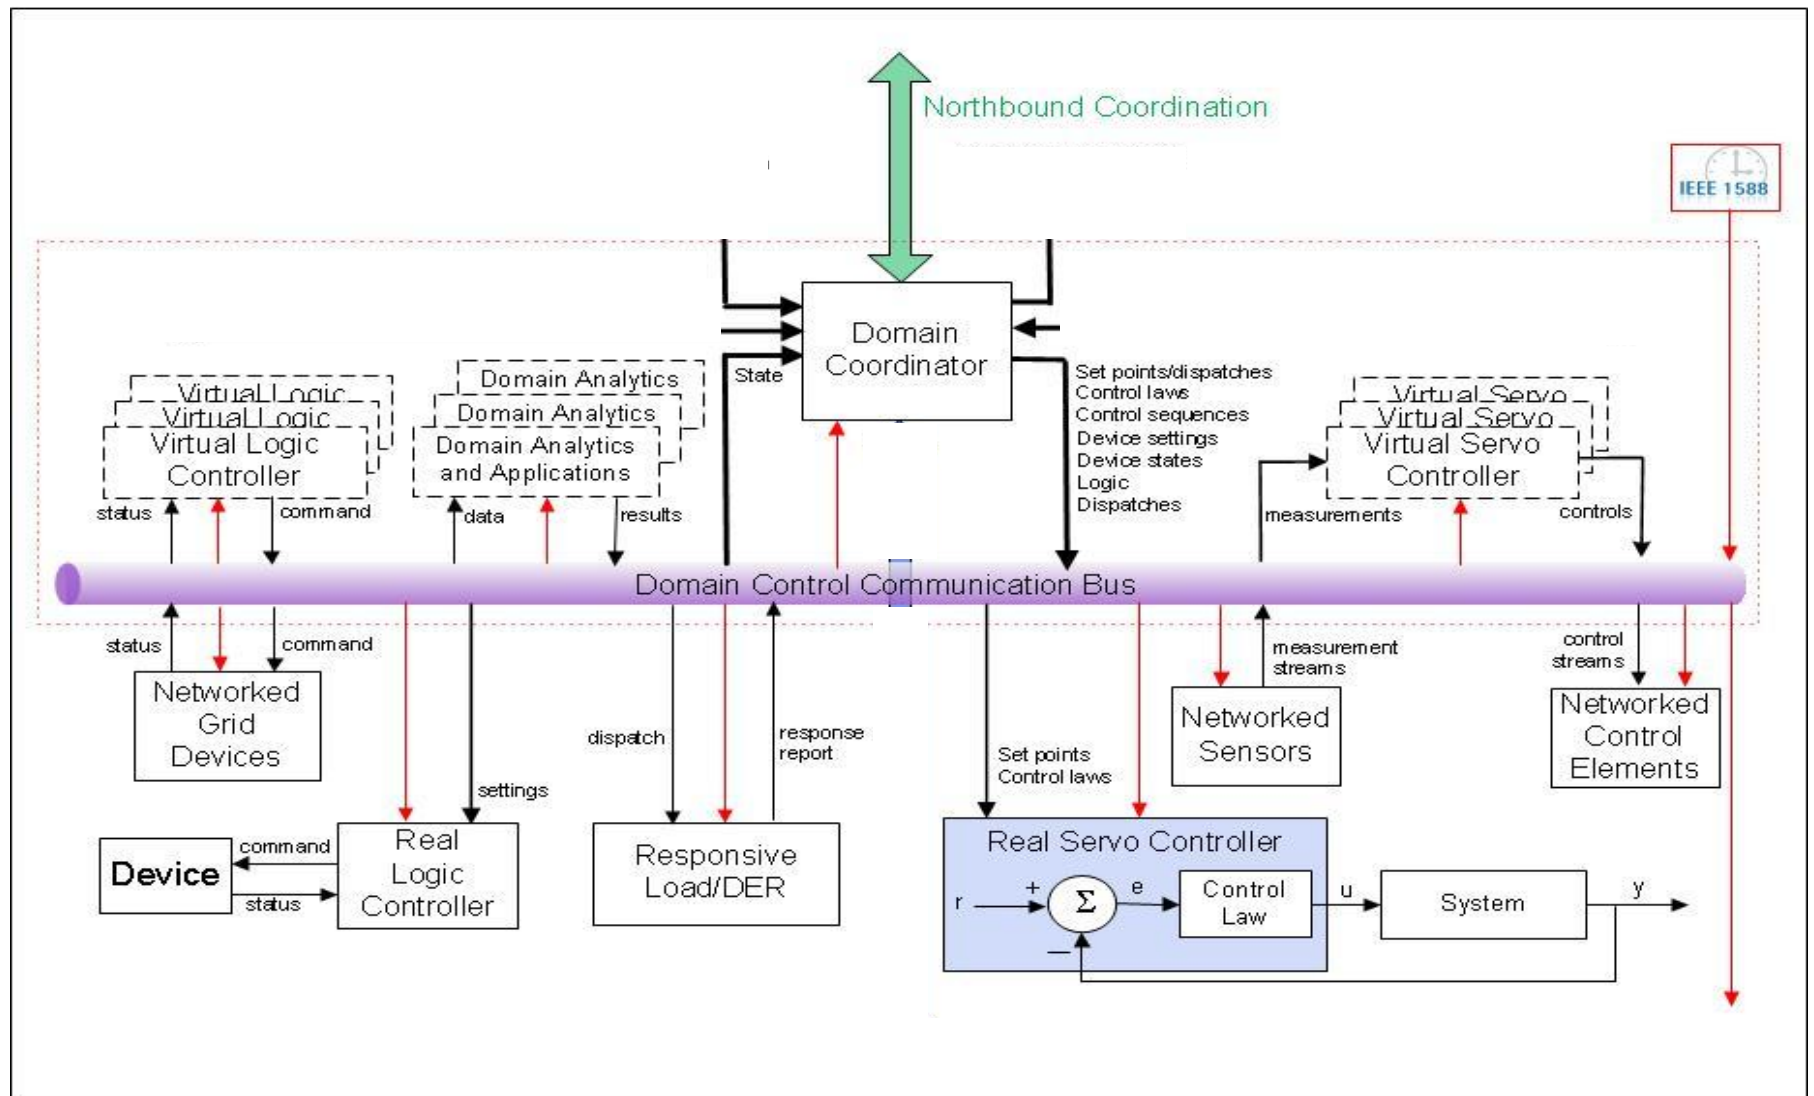 Northbound Coordination
IEEE 1588
Domain
Coordinator
State
Set points/dispatches
Control laws
Control sequences
Device settings
Device states
Logic
Dispatches
Virtual Logic
Virtual Logic
Virtual Logic
Controller
status
command
Domain Analytics
Domain Analytics
Domain Analytics
and Applications
data
results
Virtual Servo
Virtual Servo
Virtual Servo
Controller
measurements
controls
Domain Control Communication Bus
status
command
Networked
Grid
Devices
settings
dispatch
response
report
Set points
Control laws
measurement
streams
Networked
Sensors
control
streams
Networked
Control
Elements
Device
command
status
Real
Logic
Controller
Responsive
Load/DER
Real Servo Controller
r
+
Σ
—
e
Control
Law
u
System
y